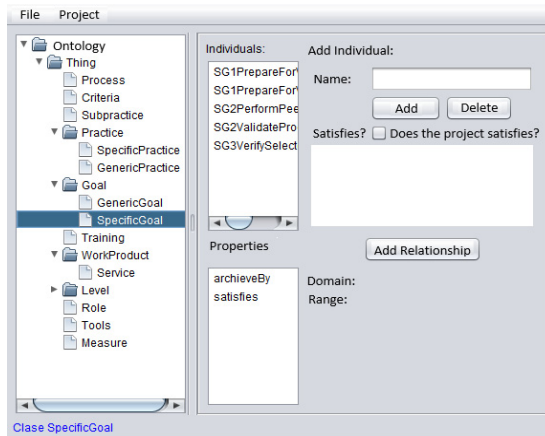 File Project
Ontology
Thing
Process
Criteria
Subpractice
Practice
SpecificPractice
GenericPractice
Goal
GenericGoal
SpecificGoal
Training
WorkProduct
Service
Level
Role
Tools
Measure
Clase SpecificGoal
Individuals:
SG1PrepareFor
SG1PrepareFor
SG2PerformPee
SG2ValidatePro
SG3VerifySelect
Properties
archieveBy
satisfies
Add Individual:
Name:
Add Delete
Satisfies? Does the project satisfies?
Add Relationship
Domain:
Range: